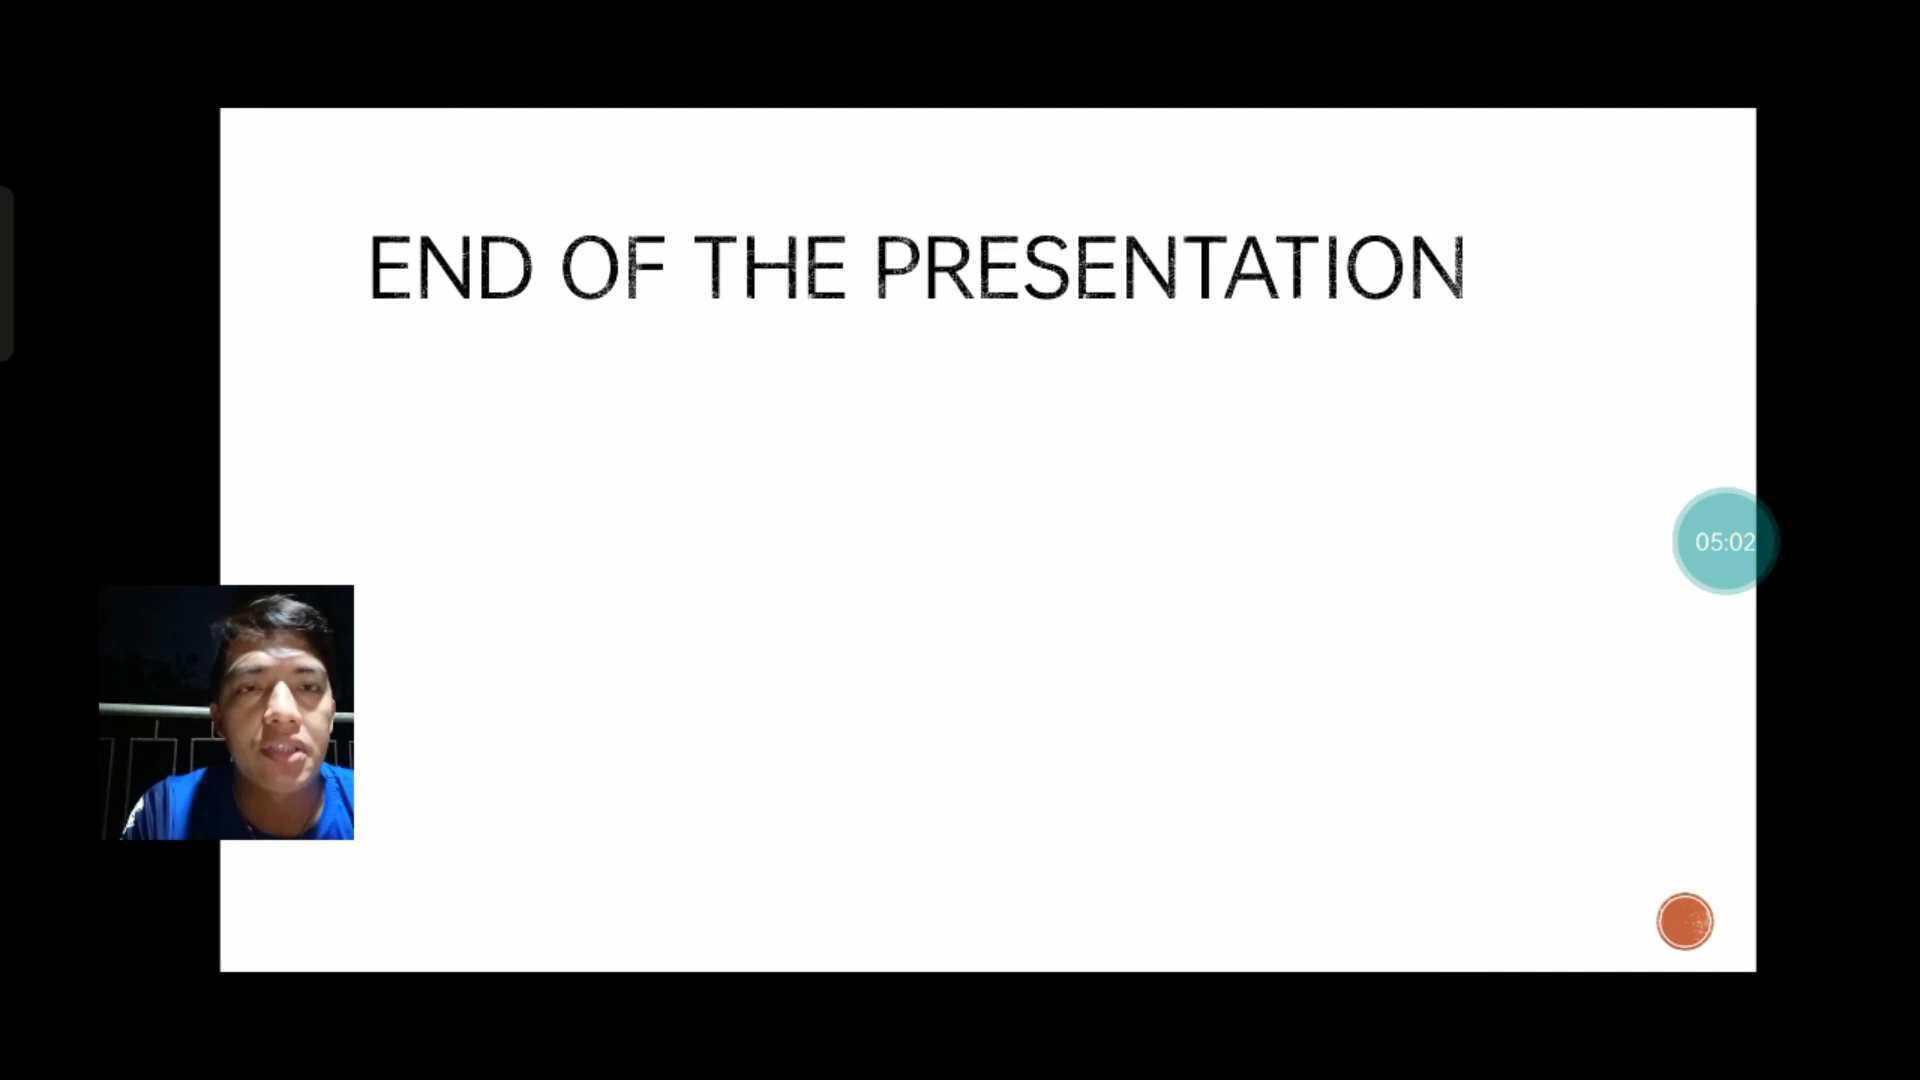 END OF THE PRESENTATION
05:02